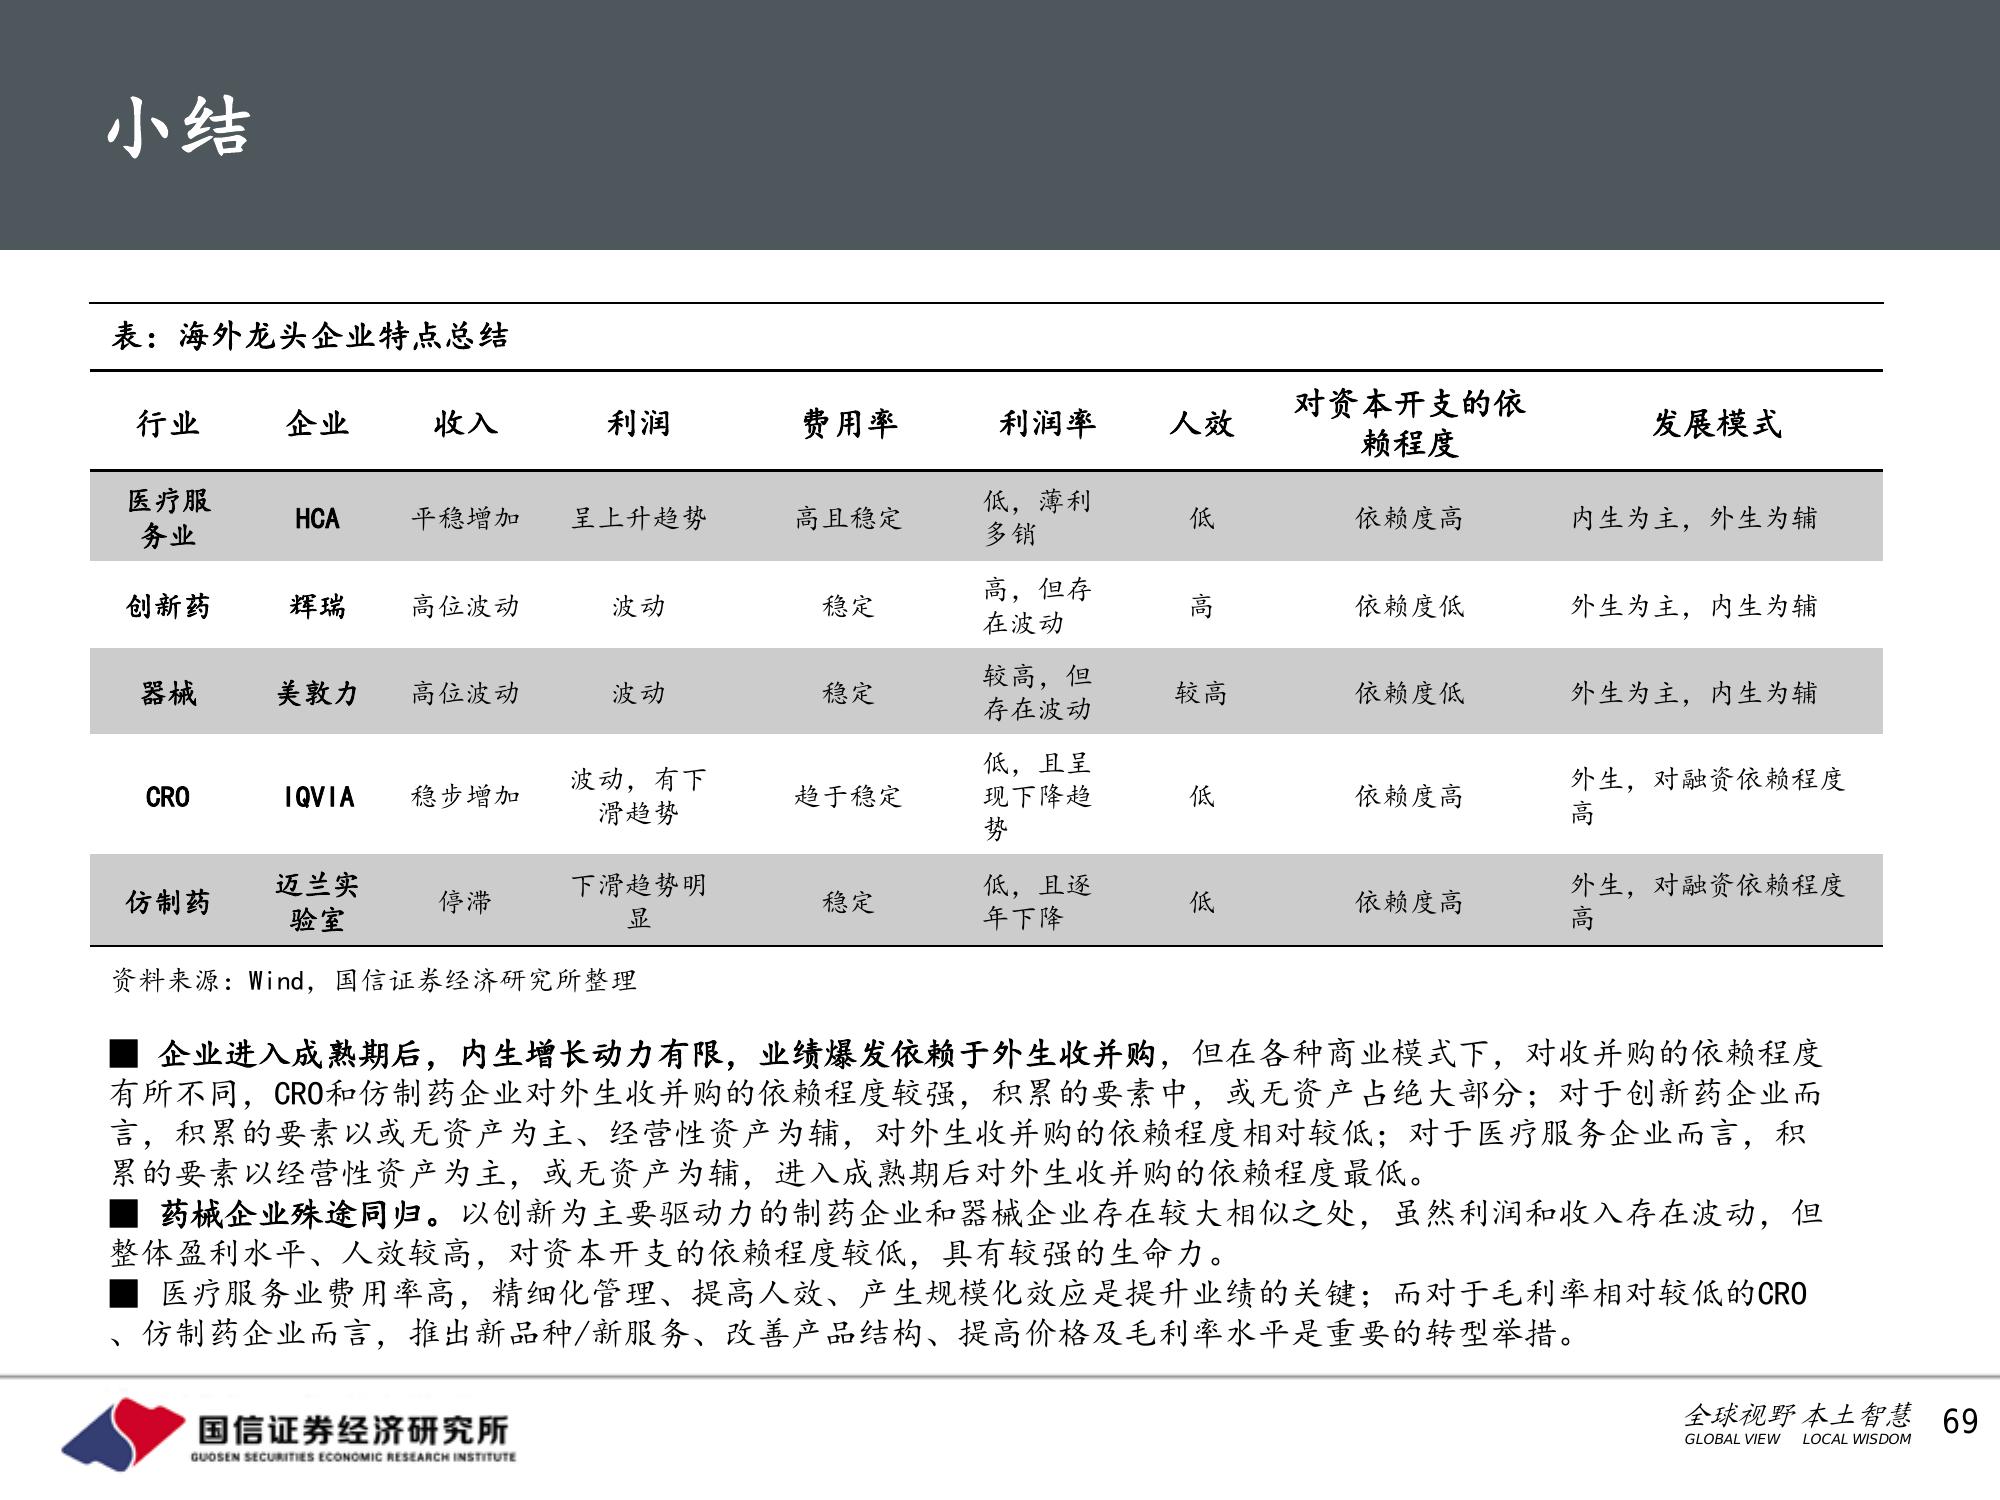 小结
表：海外龙头企业特点总结
行业 企业 收入 利润 费用率 利润率 人效 对资本开支的依赖程度 发展模式
医疗服务业 HCA 平稳增加 呈上升趋势 高且稳定 低，薄利多销 低 依赖度高 内生为主，外生为辅
创新药 辉瑞 高位波动 波动 稳定 高，但存在波动 高 依赖度低 外生为主，内生为辅
器械 美敦力 高位波动 波动 稳定 较高，但存在波动 较高 依赖度低 外生为主，内生为辅
CRO IQVIA 稳步增加 波动，有下滑趋势 趋于稳定 低，且呈现下降趋势 低 依赖度高 外生，对融资依赖程度高
仿制药 迈兰实验室 停滞 下滑趋势明显 稳定 低，且逐年下降 低 依赖度高 外生，对融资依赖程度高
资料来源：Wind，国信证券经济研究所整理
■ 企业进入成熟期后，内生增长动力有限，业绩爆发依赖于外生收并购，但在各种商业模式下，对收并购的依赖程度
有所不同，CRO和仿制药企业对外生收并购的依赖程度较强，积累的要素中，或无资产占绝大部分；对于创新药企业而
言，积累的要素以或无资产为主、经营性资产为辅，对外生收并购的依赖程度相对较低；对于医疗服务企业而言，积
累的要素以经营性资产为主，或无资产为辅，进入成熟期后对外生收并购的依赖程度最低。
■ 药械企业殊途同归。以创新为主要驱动力的制药企业和器械企业存在较大相似之处，虽然利润和收入存在波动，但
整体盈利水平、人效较高，对资本开支的依赖程度较低，具有较强的生命力。
■ 医疗服务业费用率高，精细化管理、提高人效、产生规模化效应是提升业绩的关键；而对于毛利率相对较低的CRO
、仿制药企业而言，推出新品种/新服务、改善产品结构、提高价格及毛利率水平是重要的转型举措。
国信证券经济研究所
GUOSEN SECURITIES ECONOMIC RESEARCH INSTITUTE
全球视野 本土智慧
GLOBAL VIEW LOCAL WISDOM
69